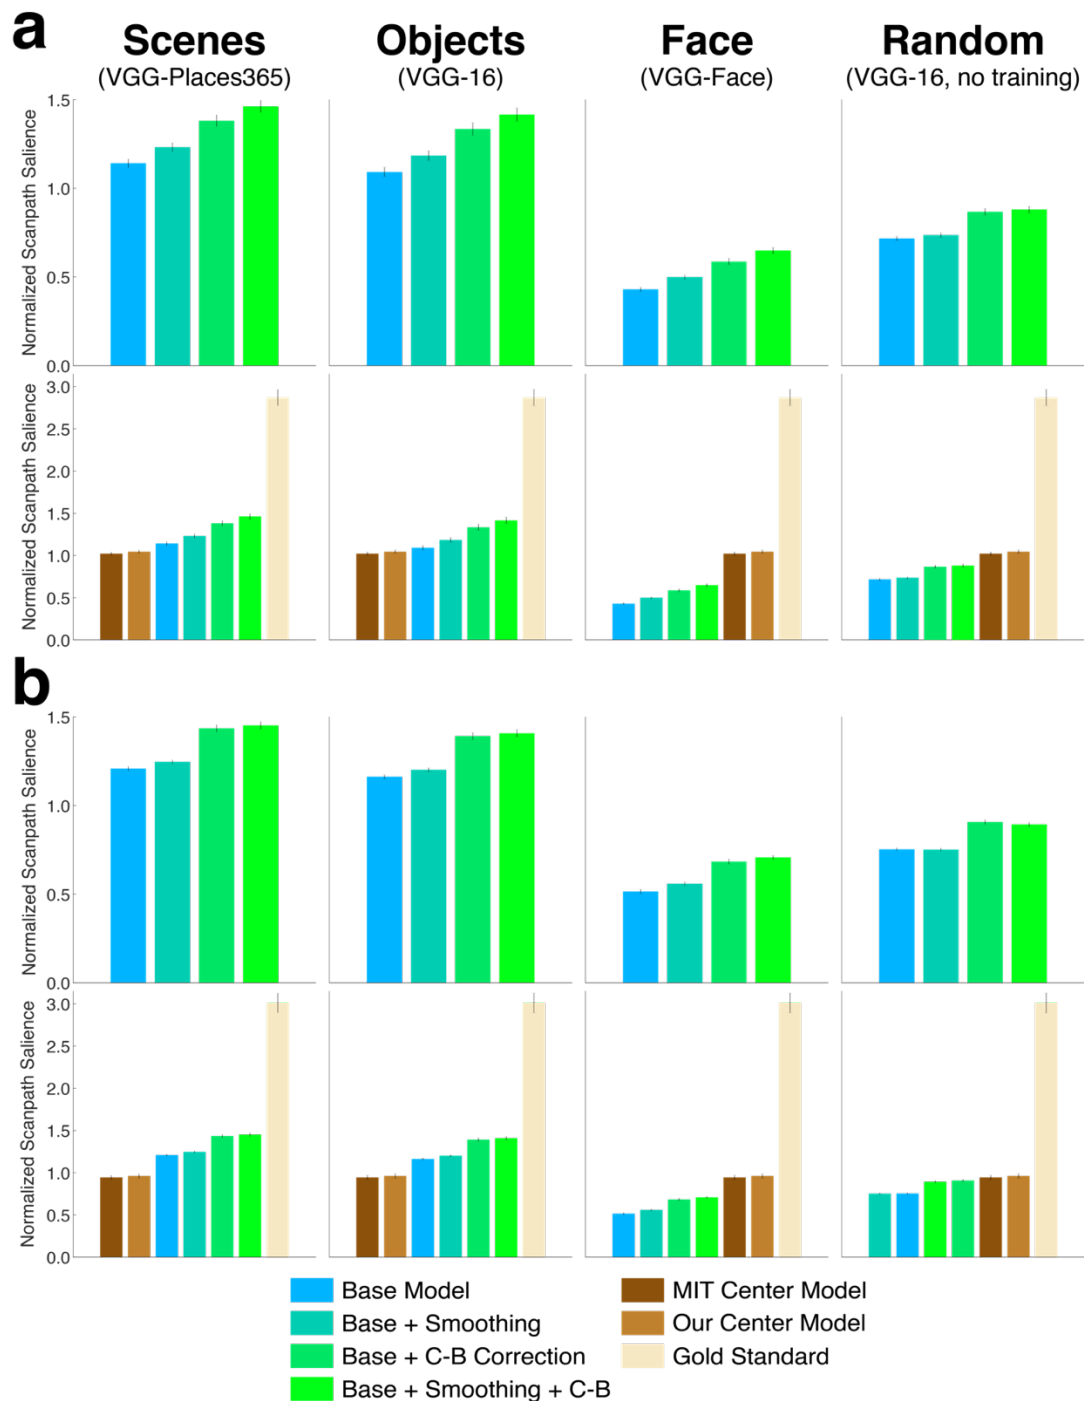 a
Scenes Objects Face Random
(VGG-Places365) (VGG-16) (VGG-Face) (VGG-16, no training)
Normalized Scanpath Salience
1.5
1.0
0.5
0.0
Normalized Scanpath Salience
3.0
2.5
2.0
1.5
1.0
0.5
0.0
b
Normalized Scanpath Salience
1.5
1.0
0.5
0.0
Normalized Scanpath Salience
3.0
2.5
2.0
1.5
1.0
0.5
0.0
Base Model
Base + Smoothing
Base + C-B Correction
Base + Smoothing + C-B
MIT Center Model
Our Center Model
Gold Standard